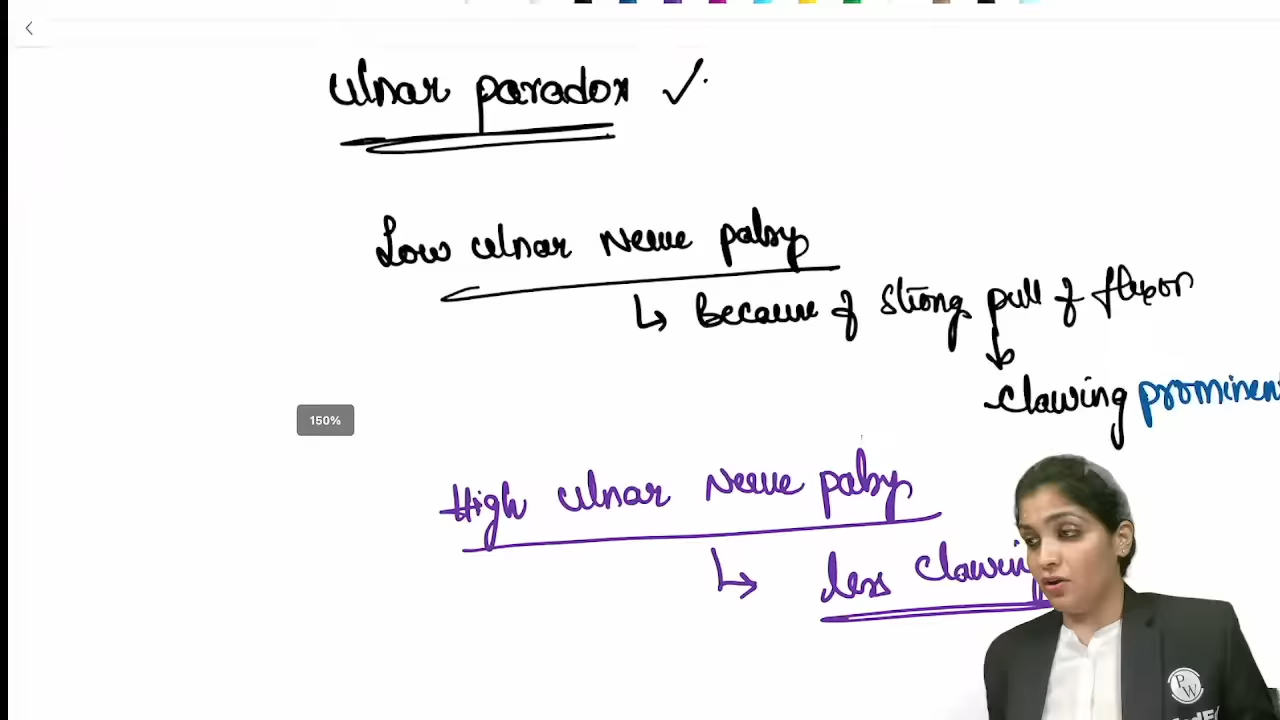 Ulnar paradox ✓
Low ulnar Nerve palsy
↳ Because of strong pull of flexor
↓
clawing prominent
150%
High ulnar Nerve palsy
↳ less clawing
PW